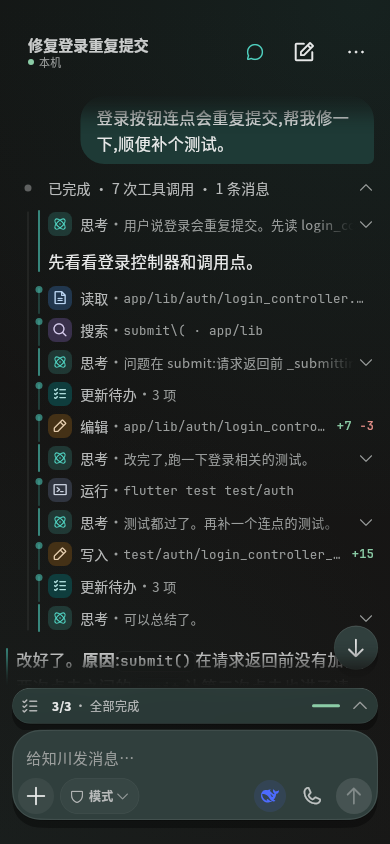 修复登录重复提交
本机
登录按钮连点会重复提交,帮我修一
下,顺便补个测试。
已完成 · 7 次工具调用 · 1 条消息
思考 · 用户说登录会重复提交。先读 login_c
先看看登录控制器和调用点。
读取 · app/lib/auth/login_controller.…
搜索 · submit\( · app/lib
思考 · 问题在 submit:请求返回前 _submitti
更新待办 · 3 项
编辑 · app/lib/auth/login_contro… +7 -3
思考 · 改完了,跑一下登录相关的测试。
运行 · flutter test test/auth
思考 · 测试都过了。再补一个连点的测试。
写入 · test/auth/login_controller_… +15
更新待办 · 3 项
思考 · 可以总结了。
改好了。原因:submit() 在请求返回前没有加
3/3 · 全部完成
给知川发消息…
模式